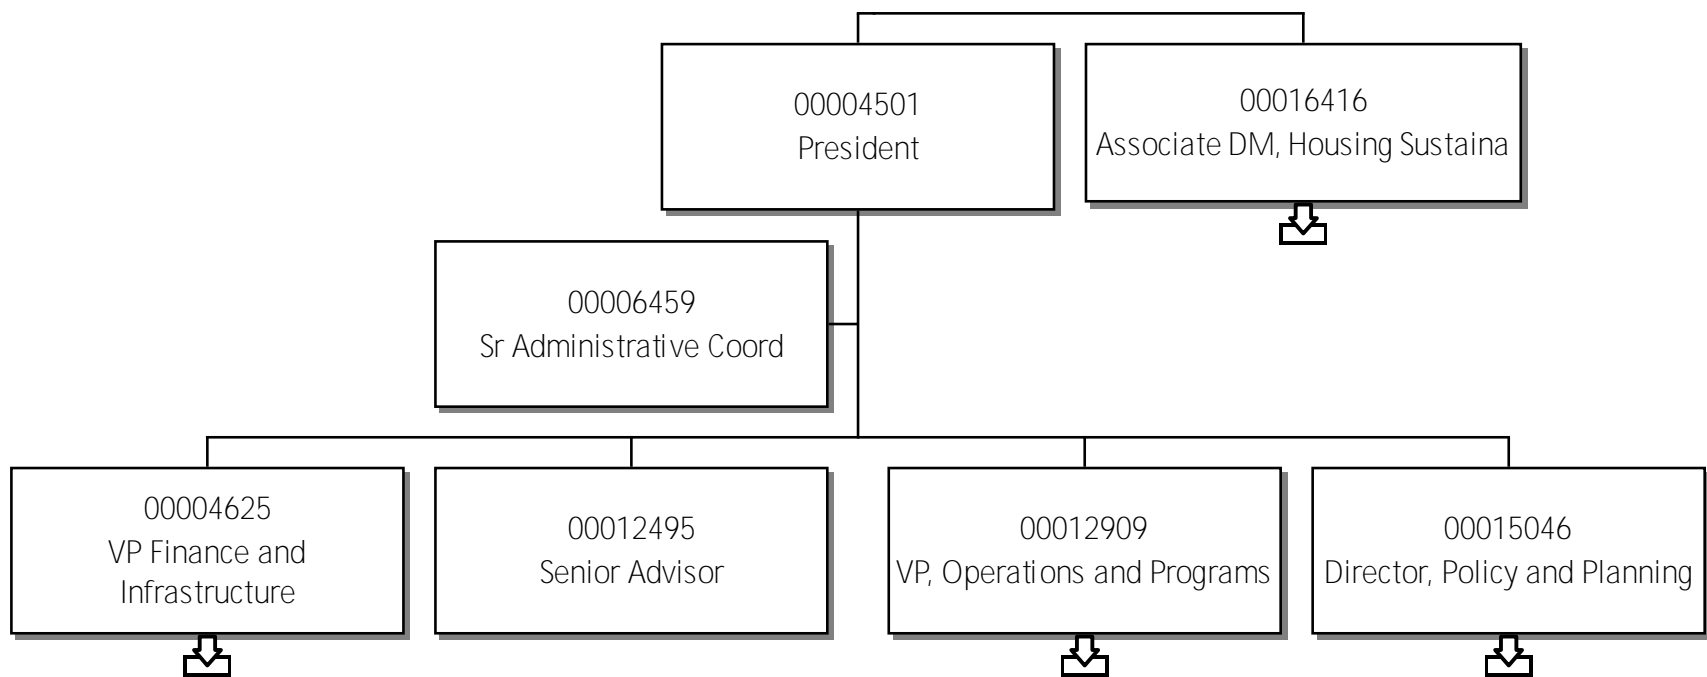 00004501
President
00016416
Associate DM, Housing Sustaina
00006459
Sr Administrative Coord
00004625
VP Finance and
Infrastructure
00012495
Senior Advisor
00012909
VP, Operations and Programs
00015046
Director, Policy and Planning